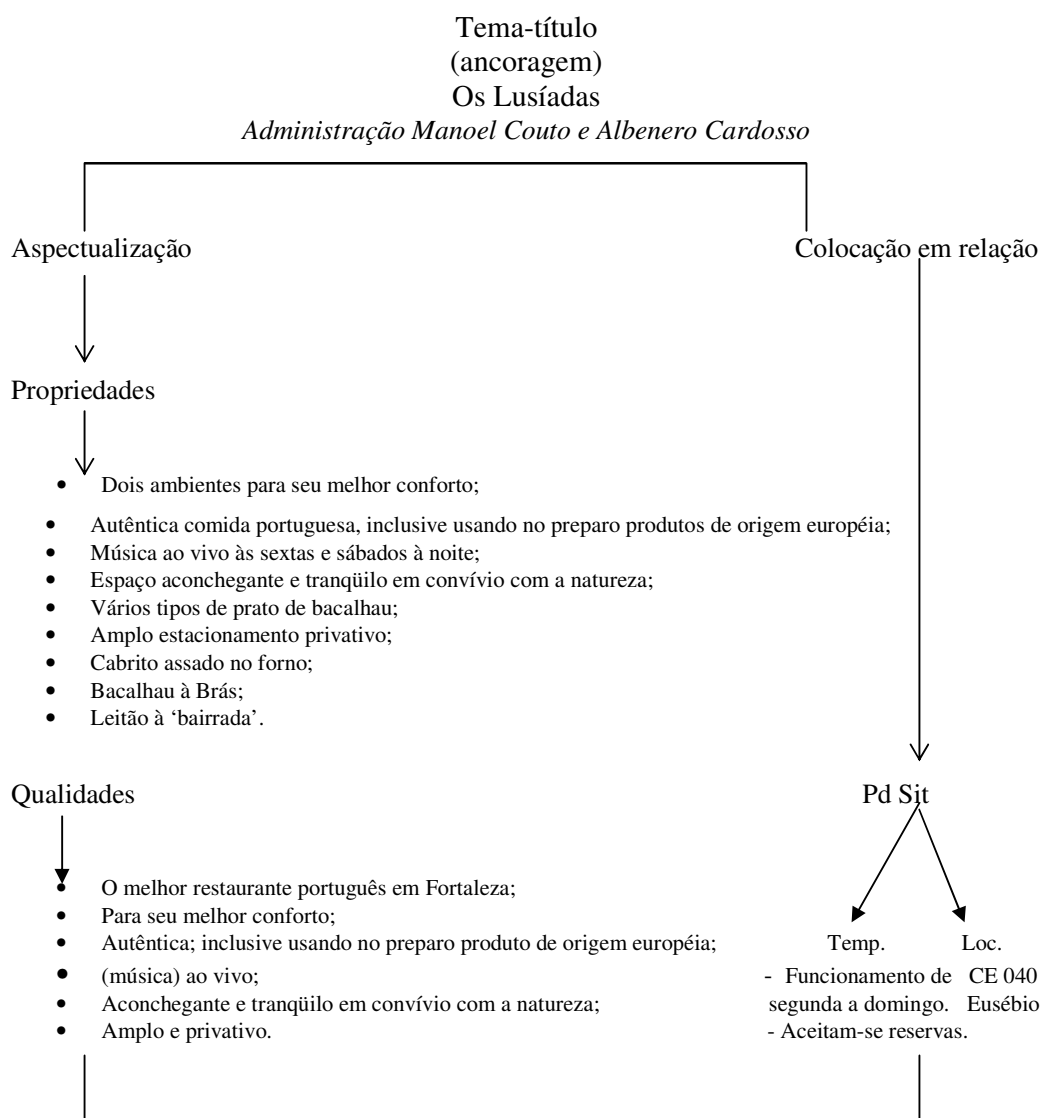 Tema-título
(ancoragem)
Os Lusíadas
Administração Manoel Couto e Albenero Cardosso
Aspectualização
Colocação em relação
Propriedades
• Dois ambientes para seu melhor conforto;
• Autêntica comida portuguesa, inclusive usando no preparo produtos de origem européia;
• Música ao vivo às sextas e sábados à noite;
• Espaço aconchegante e tranqüilo em convívio com a natureza;
• Vários tipos de prato de bacalhau;
• Amplo estacionamento privativo;
• Cabrito assado no forno;
• Bacalhau à Brás;
• Leitão à ‘bairrada’.
Qualidades
• O melhor restaurante português em Fortaleza;
• Para seu melhor conforto;
• Autêntica; inclusive usando no preparo produto de origem européia;
• (música) ao vivo;
• Aconchegante e tranqüilo em convívio com a natureza;
• Amplo e privativo.
Pd Sit
Temp.
- Funcionamento de
segunda a domingo.
- Aceitam-se reservas.
Loc.
CE 040
Eusébio